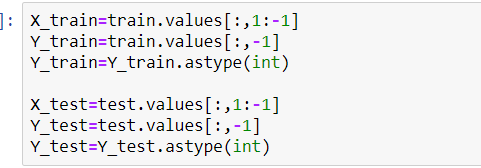 ]: X_train=train.values[:,1:-1]
Y_train=train.values[:,-1]
Y_train=Y_train.astype(int)
X_test=test.values[:,1:-1]
Y_test=test.values[:,-1]
Y_test=Y_test.astype(int)